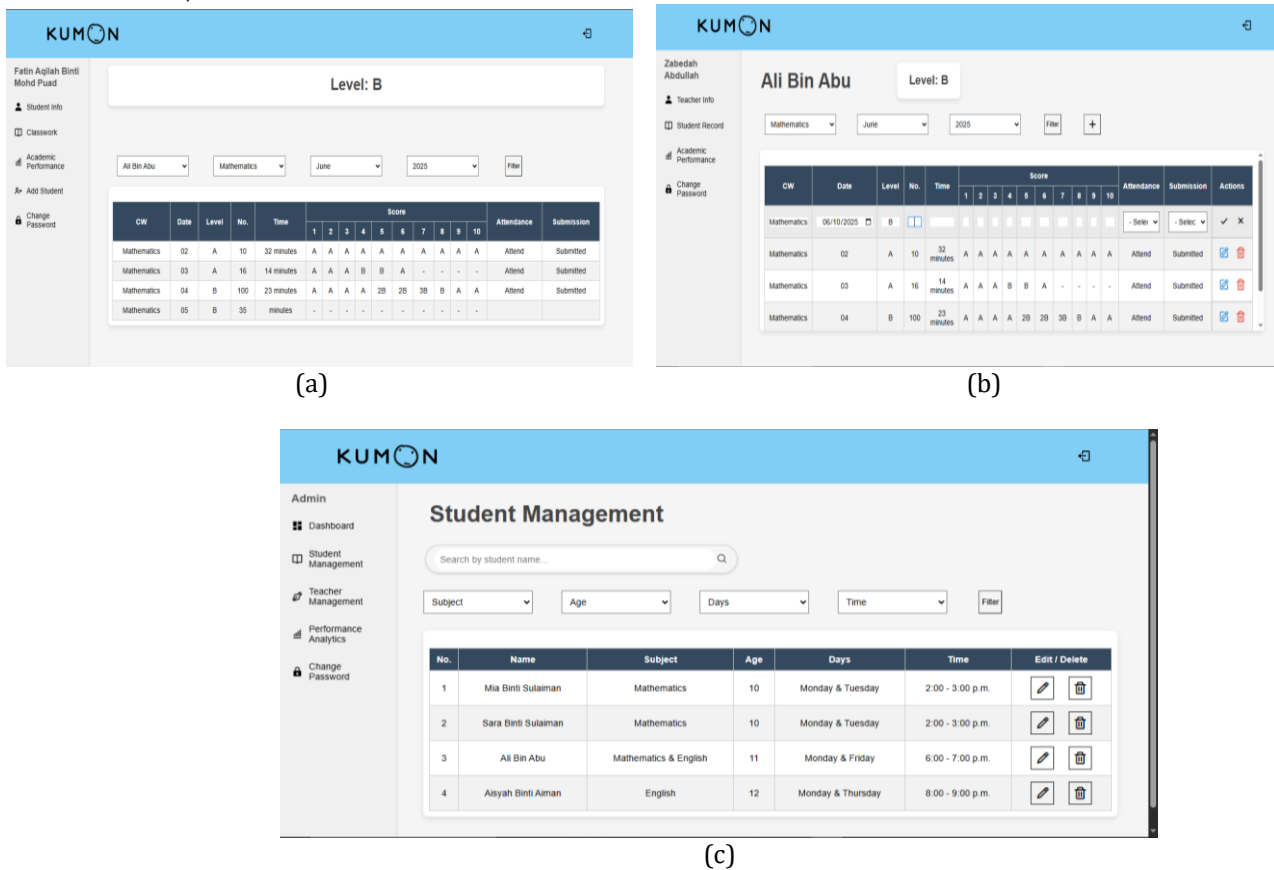 KUMON
Fatin Aqilah Binti
Mohd Puad
Student Info
Classwork
Academic
Performance
Add Student
Change
Password
Level: B
Ali Bin Abu Mathematics June 2025 Filter
CW Date Level No. Time Score Attendance Submission
1 2 3 4 5 6 7 8 9 10
Mathematics 02 A 10 32 minutes A A A A A A A A A A Attend Submitted
Mathematics 03 A 16 14 minutes A A A B B A - - - - Attend Submitted
Mathematics 04 B 100 23 minutes A A A A 2B 2B 3B B A A Attend Submitted
Mathematics 05 B 35 minutes - - - - - - - - - -
(a)
KUMON
Zabedah
Abdullah
Teacher Info
Student Record
Academic
Performance
Change
Password
Ali Bin Abu Level: B
Mathematics June 2025 Filter +
CW Date Level No. Time Score Attendance Submission Actions
1 2 3 4 5 6 7 8 9 10
Mathematics 06/10/2025 B - Selec - Selec
Mathematics 02 A 10 32 minutes A A A A A A A A A A Attend Submitted
Mathematics 03 A 16 14 minutes A A A B B A - - - - Attend Submitted
Mathematics 04 B 100 23 minutes A A A A 2B 2B 3B B A A Attend Submitted
(b)
KUMON
Admin
Dashboard
Student
Management
Teacher
Management
Performance
Analytics
Change
Password
Student Management
Search by student name...
Subject Age Days Time Filter
No. Name Subject Age Days Time Edit / Delete
1 Mia Binti Sulaiman Mathematics 10 Monday & Tuesday 2:00 - 3:00 p.m.
2 Sara Binti Sulaiman Mathematics 10 Monday & Tuesday 2:00 - 3:00 p.m.
3 Ali Bin Abu Mathematics & English 11 Monday & Friday 6:00 - 7:00 p.m.
4 Aisyah Binti Aiman English 12 Monday & Thursday 8:00 - 9:00 p.m.
(c)